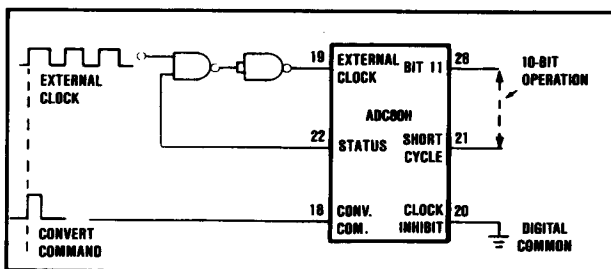 EXTERNAL
CLOCK
19
EXTERNAL
CLOCK
BIT 11
28
10-BIT
OPERATION
ADC80H
22
STATUS
SHORT
CYCLE
21
18
CONV.
COM.
CLOCK
INHIBIT
20
CONVERT
COMMAND
DIGITAL
COMMON